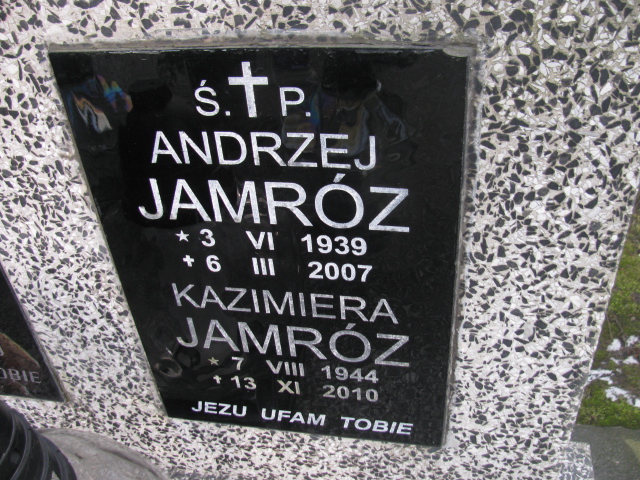 Ś. P.
ANDRZEJ
JAMRÓZ
★ 3 VI 1939
✝ 6 III 2007
KAZIMIERA
JAMRÓZ
★ 7 VIII 1944
✝ 13 XI 2010
JEZU UFAM TOBIE
OBIE